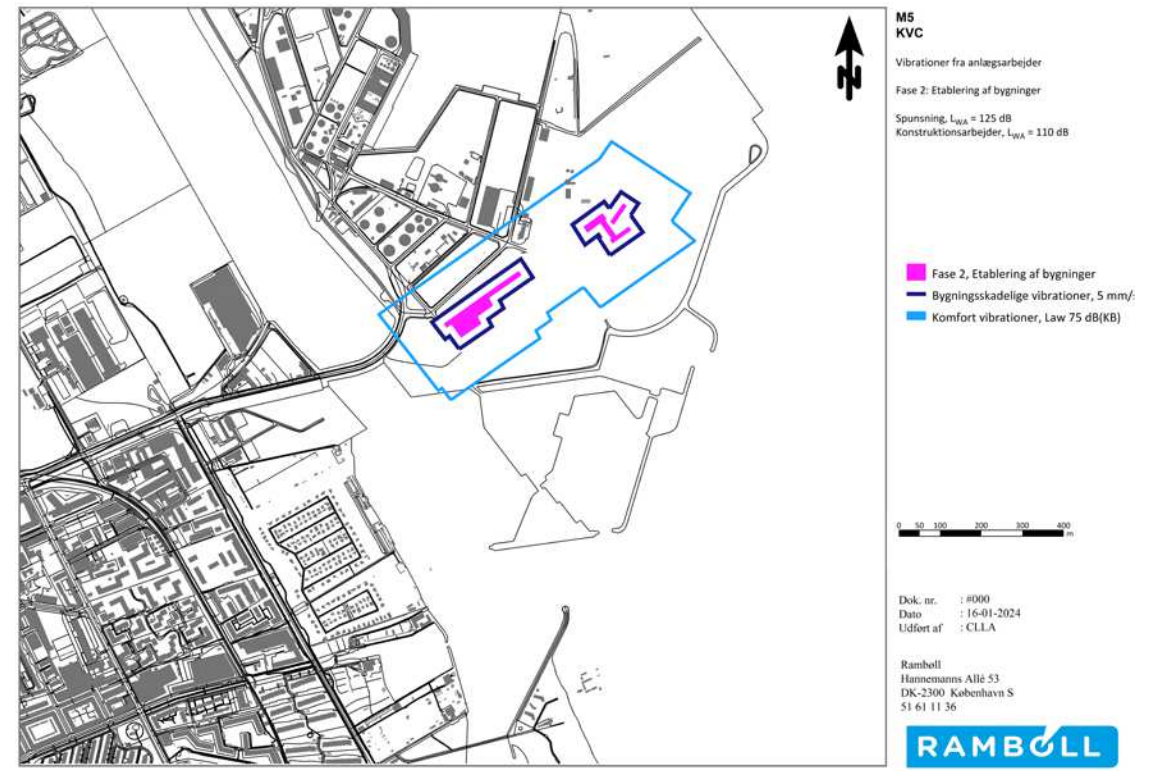 M5
KVC
Vibrationer fra anlægsarbejder
Fase 2: Etablering af bygninger
Spunsning, LWA = 125 dB
Konstruktionsarbejder, LWA = 110 dB
N
Fase 2, Etablering af bygninger
Bygningsskadelige vibrationer, 5 mm/
Komfort vibrationer, Law 75 dB(KB)
0 50 100 200 300 400
m
Dok. nr. : #000
Dato : 16-01-2024
Udført af : CLLA
Rambøll
Hannemanns Allé 53
DK-2300 København S
51 61 11 36
RAMBOLL